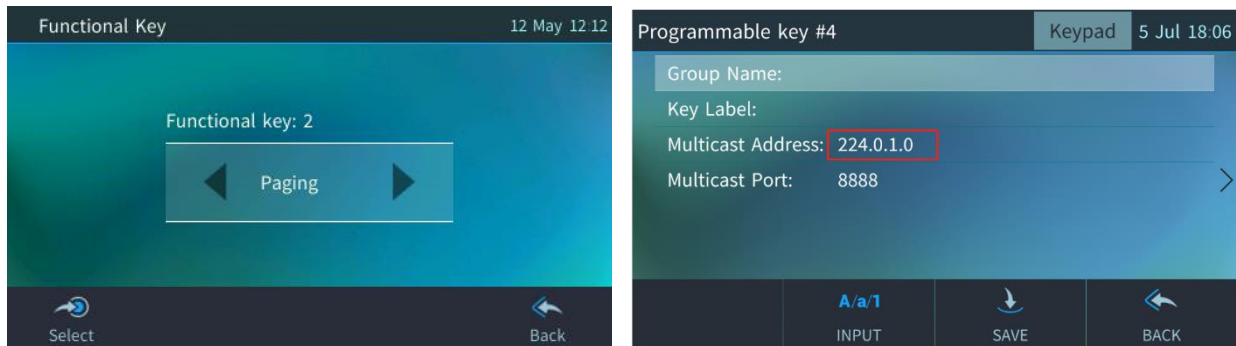 Functional Key 12 May 12:12
Functional key: 2
Paging
Select Back
Programmable key #4 Keypad 5 Jul 18:06
Group Name:
Key Label:
Multicast Address: 224.0.1.0
Multicast Port: 8888
A/a/1
INPUT SAVE BACK